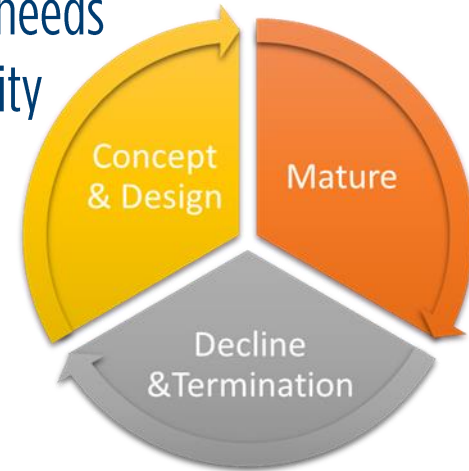 needs
ity
Concept
& Design
Mature
Decline
&Termination